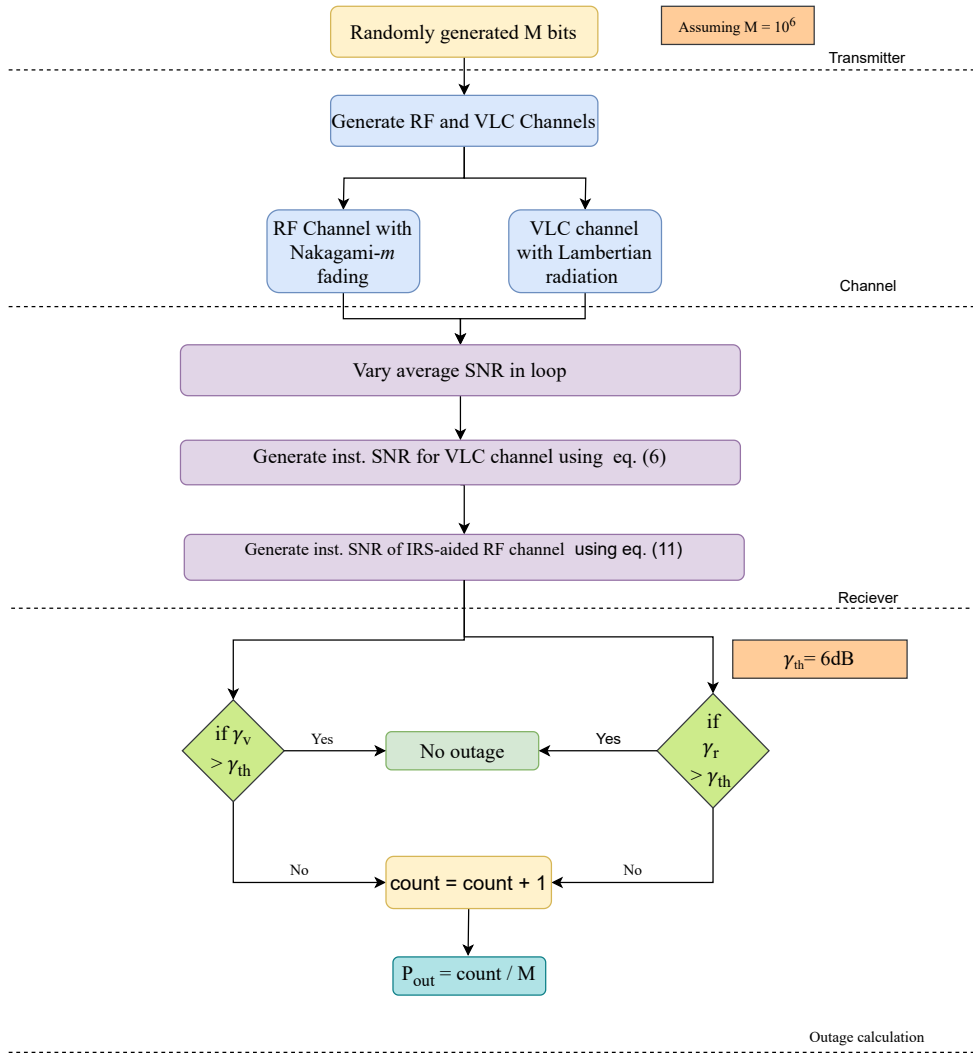 Randomly generated M bits
Assuming M = 10⁶
Transmitter
Generate RF and VLC Channels
RF Channel with
Nakagami-m
fading
VLC channel
with Lambertian
radiation
Channel
Vary average SNR in loop
Generate inst. SNR for VLC channel using eq. (6)
Generate inst. SNR of IRS-aided RF channel using eq. (11)
Reciever
γth= 6dB
if γv
> γth
Yes
No outage
Yes
if
γr
> γth
No
count = count + 1
No
Pout = count / M
Outage calculation